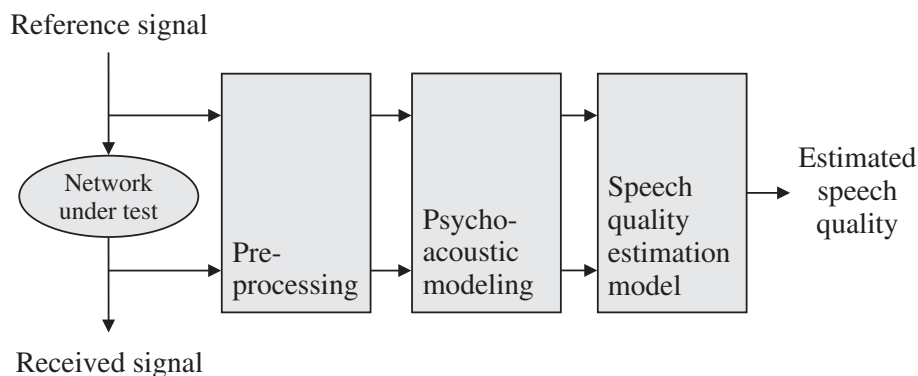 Reference signal
Network
under test
Received signal
Pre-
processing
Psycho-
acoustic
modeling
Speech
quality
estimation
model
Estimated
speech
quality